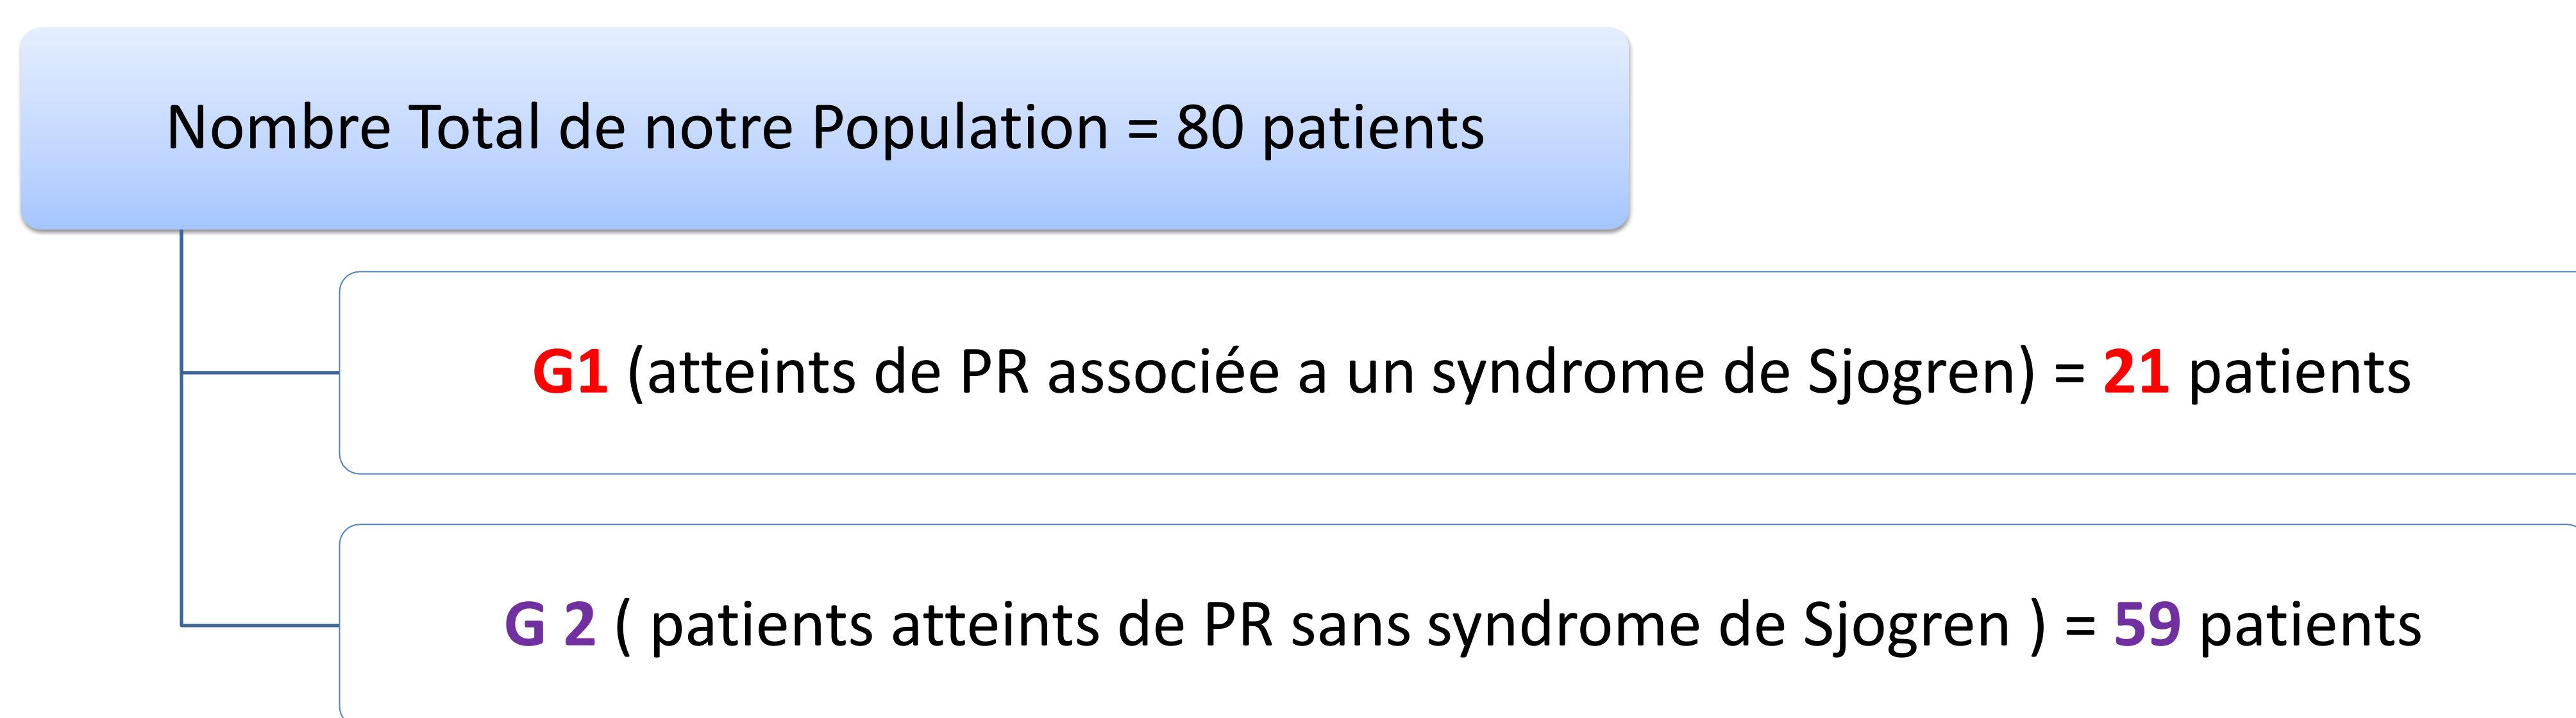 Nombre Total de notre Population = 80 patients
G1 (atteints de PR associée a un syndrome de Sjogren) = 21 patients
G 2 ( patients atteints de PR sans syndrome de Sjogren ) = 59 patients